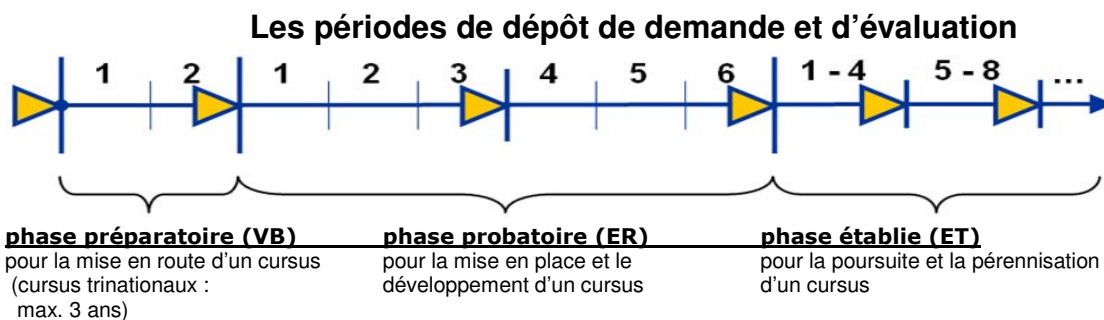 Les périodes de dépôt de demande et d'évaluation
1 2 1 2 3 4 5 6 1 - 4 5 - 8 ...
phase préparatoire (VB)
pour la mise en route d'un cursus
(cursus trinationaux :
max. 3 ans)
phase probatoire (ER)
pour la mise en place et le
développement d'un cursus
phase établie (ET)
pour la poursuite et la pérennisation
d'un cursus